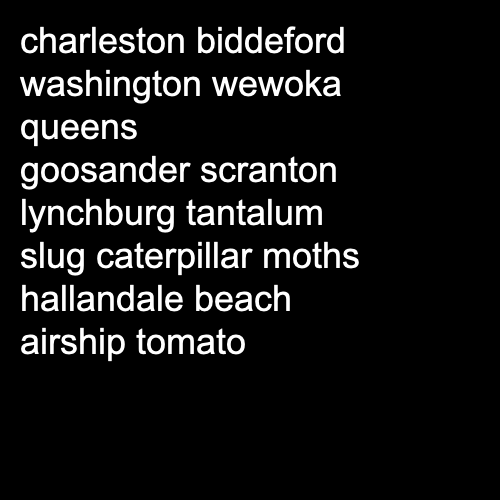 charleston biddeford
washington wewoka
queens
goosander scranton
lynchburg tantalum
slug caterpillar moths
hallandale beach
airship tomato